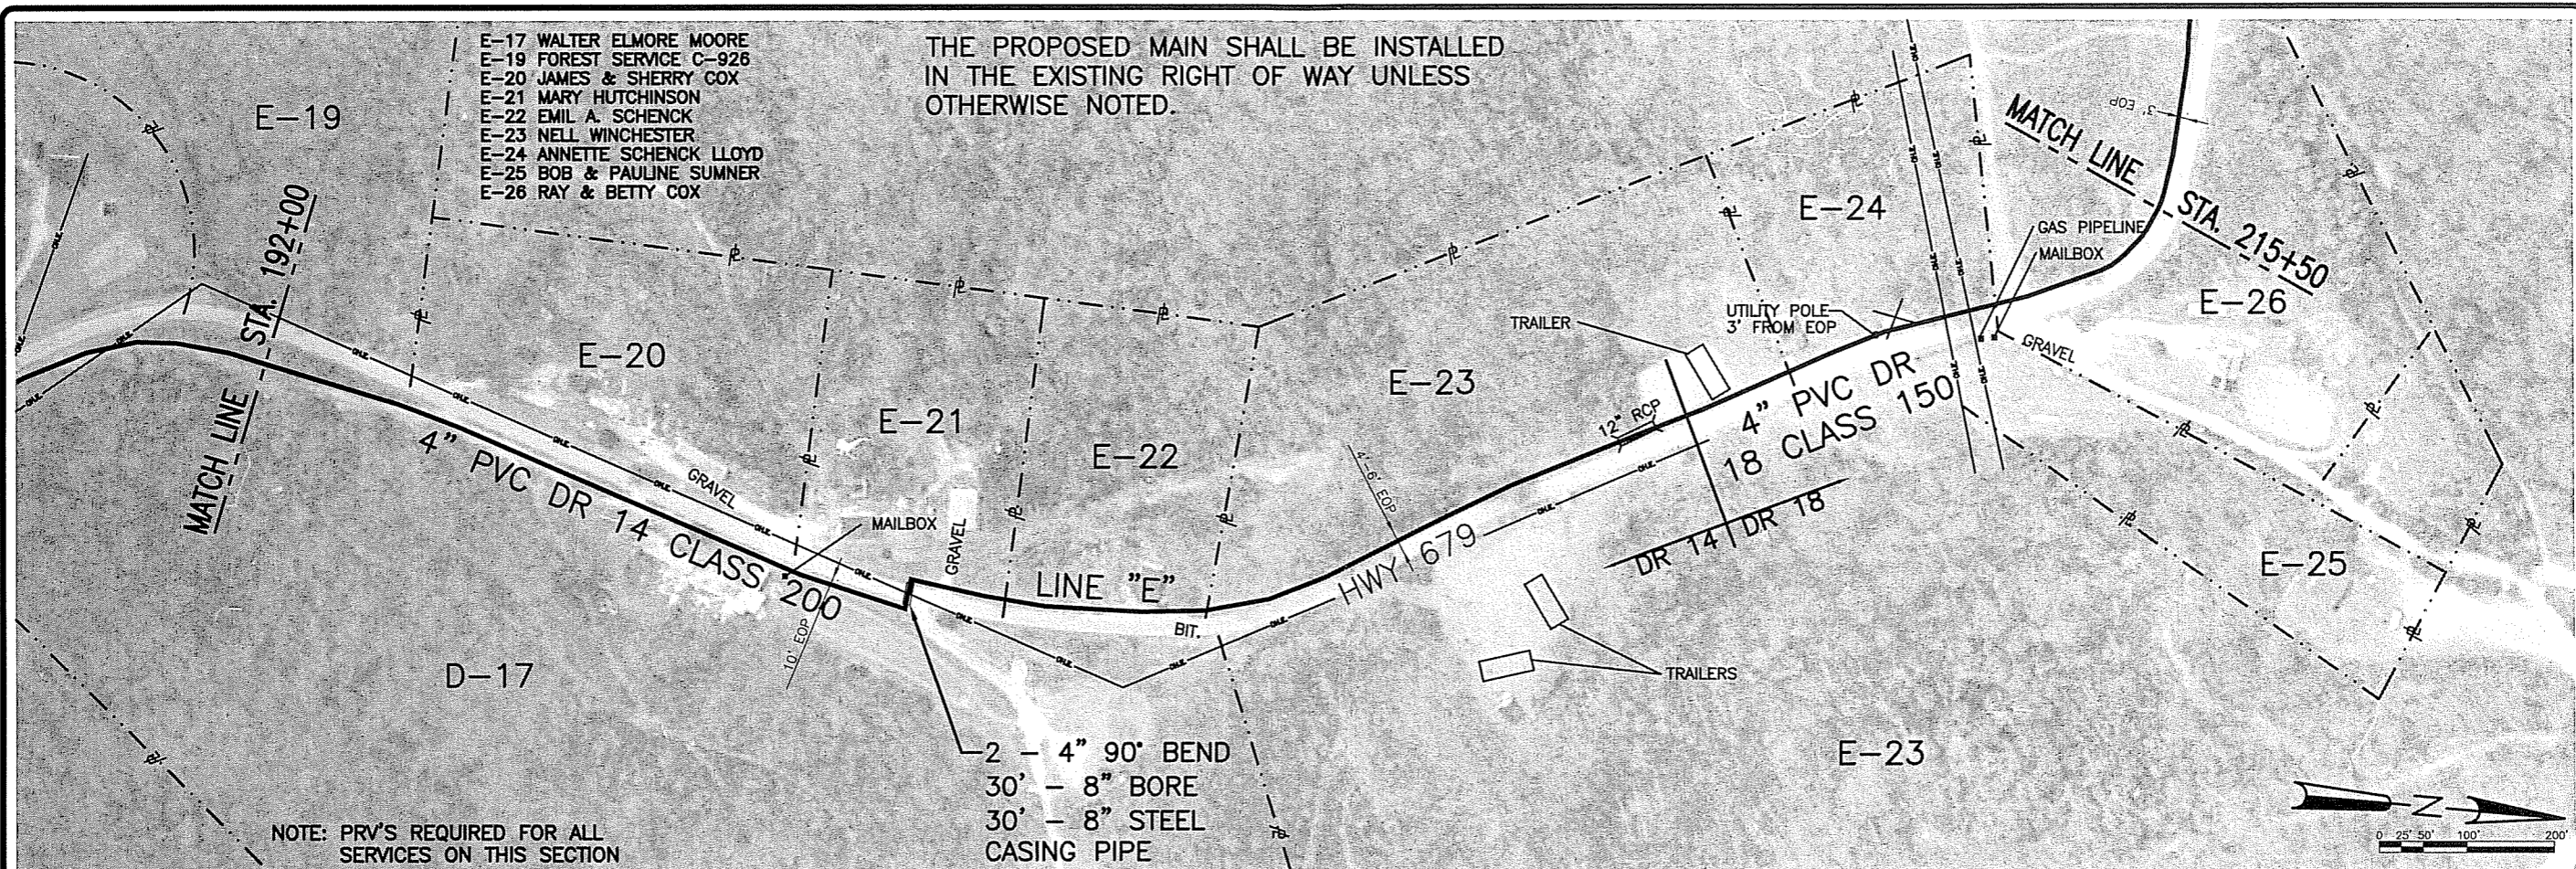 E-17 WALTER ELMORE MOORE
E-19 FOREST SERVICE C-926
E-20 JAMES & SHERRY COX
E-21 MARY HUTCHINSON
E-22 EMIL A. SCHENCK
E-23 NELL WINCHESTER
E-24 ANNETTE SCHENCK LLOYD
E-25 BOB & PAULINE SUMNER
E-26 RAY & BETTY COX
THE PROPOSED MAIN SHALL BE INSTALLED
IN THE EXISTING RIGHT OF WAY UNLESS
OTHERWISE NOTED.
E-19
MATCH LINE STA. 192+00
E-20
E-21
E-22
E-23
E-24
3' EOP
MATCH LINE STA. 215+50
GAS PIPELINE
MAILBOX
E-26
UTILITY POLE
3' FROM EOP
TRAILER
GRAVEL
12" RCP
4" PVC DR
18 CLASS 150
4'-6' EOP
HWY 679
DR 14 DR 18
E-25
4" PVC DR 14 CLASS 200
GRAVEL
MAILBOX
GRAVEL
LINE "E"
BIT.
10' EOP
D-17
TRAILERS
2 - 4" 90° BEND
30' - 8" BORE
30' - 8" STEEL
CASING PIPE
E-23
NOTE: PRV'S REQUIRED FOR ALL
SERVICES ON THIS SECTION
N
0 25' 50' 100' 200'